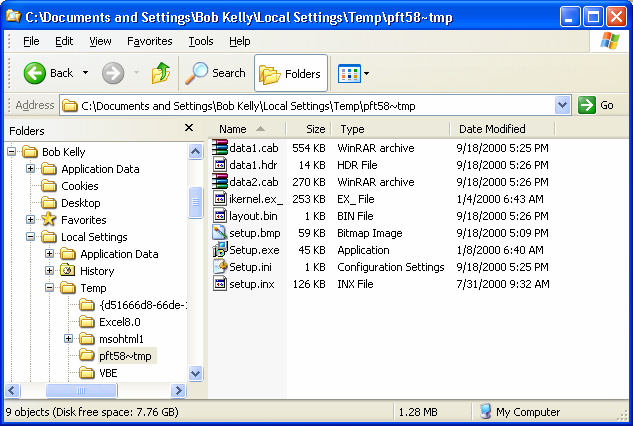 C:\Documents and Settings\Bob Kelly\Local Settings\Temp\pft58~tmp
File Edit View Favorites Tools Help
Back Search Folders
Address C:\Documents and Settings\Bob Kelly\Local Settings\Temp\pft58~tmp Go
Folders
Bob Kelly
Application Data
Cookies
Desktop
Favorites
Local Settings
Application Data
History
Temp
{d51666d8-66de-1
Excel8.0
msohtml1
pft58~tmp
VBE
Name Size Type Date Modified
data1.cab 554 KB WinRAR archive 9/18/2000 5:25 PM
data1.hdr 14 KB HDR File 9/18/2000 5:25 PM
data2.cab 270 KB WinRAR archive 9/18/2000 5:25 PM
ikernel.ex_ 253 KB EX_ File 1/4/2000 6:43 AM
layout.bin 1 KB BIN File 9/18/2000 5:25 PM
setup.bmp 59 KB Bitmap Image 9/18/2000 5:09 PM
Setup.exe 45 KB Application 1/8/2000 6:40 AM
Setup.ini 1 KB Configuration Settings 9/18/2000 5:25 PM
setup.inx 126 KB INX File 7/31/2000 9:32 AM
9 objects (Disk free space: 7.76 GB) 1.28 MB My Computer